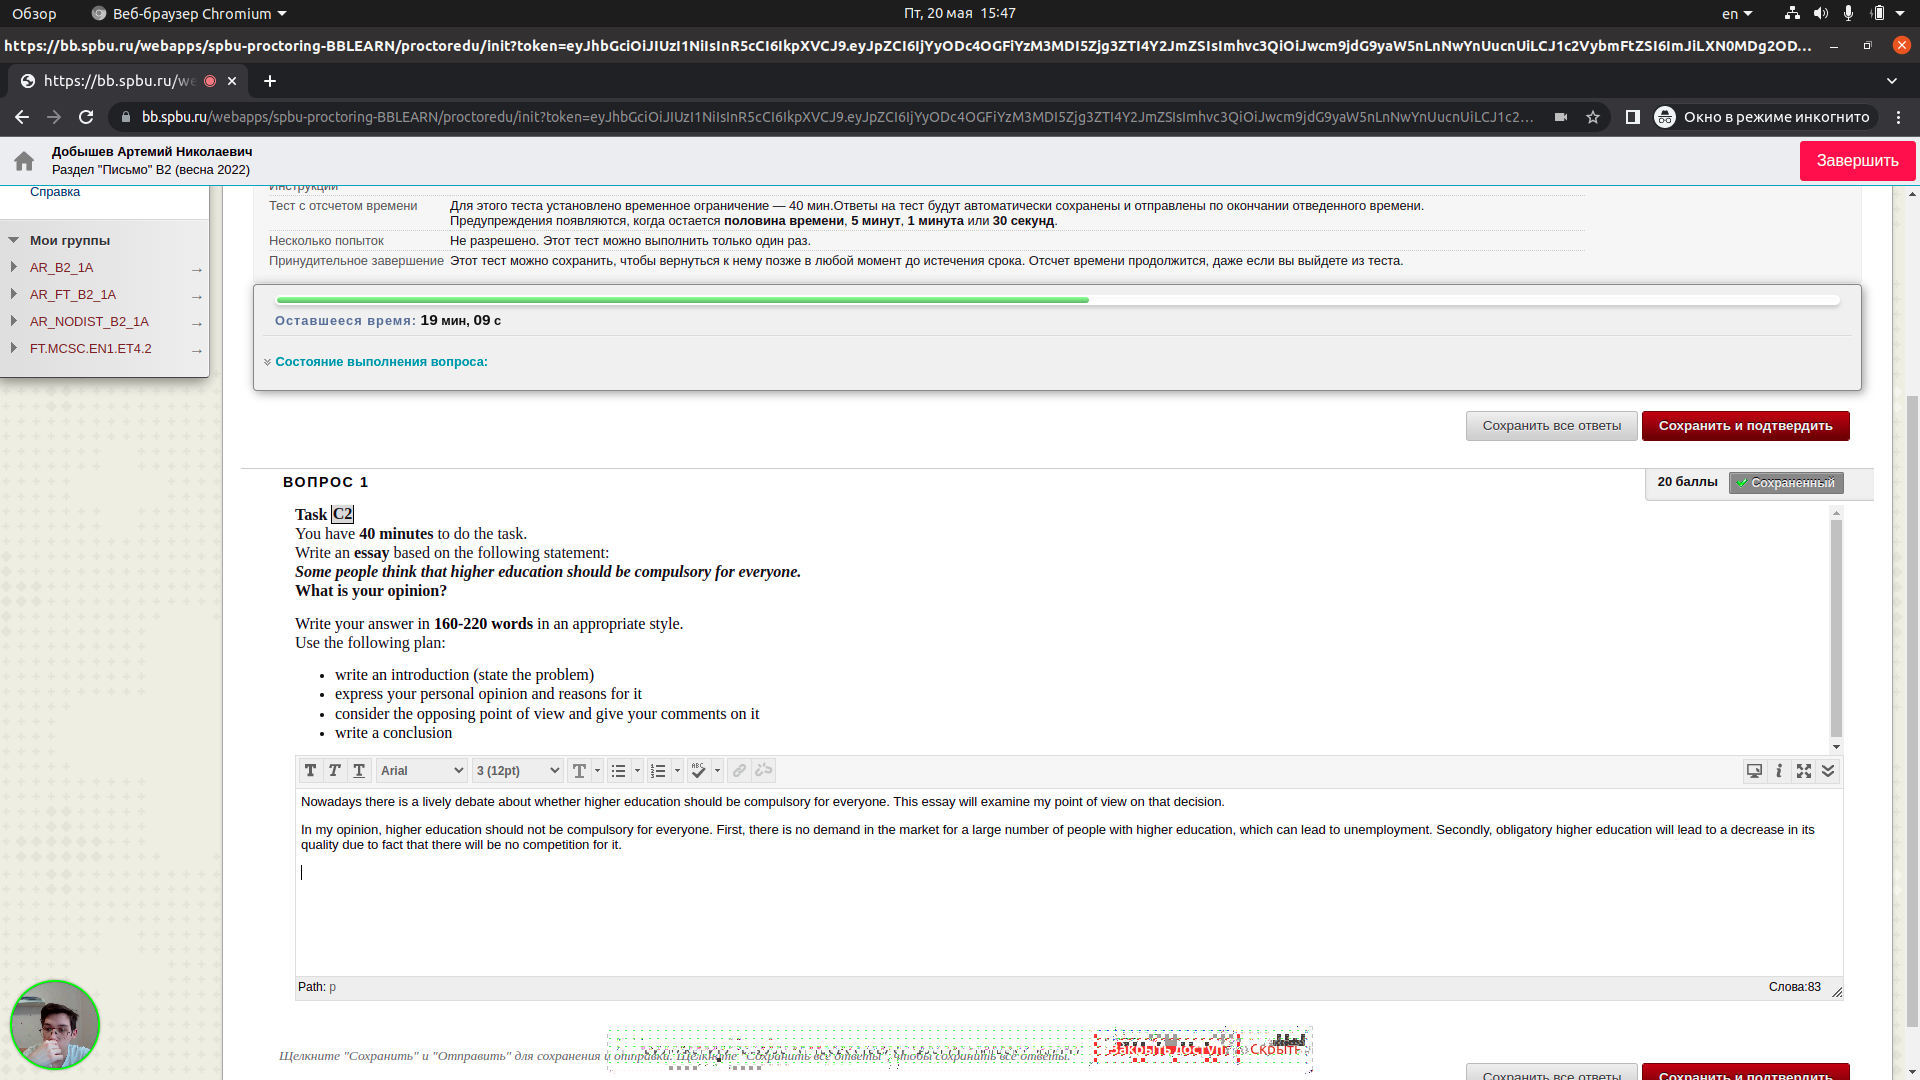 Обзор
Веб-браузер Chromium
Пт, 20 мая 15:47
en
https://bb.spbu.ru/webapps/spbu-proctoring-BBLEARN/proctoredu/init?token=eyJhbGciOiJIUzI1NiIsInR5cCI6IkpXVCJ9.eyJpZCI6IjYyODc4OGFiYzM3MDI5Zjg3ZTI4Y2JmZSIsImhvc3QiOiJwcm9jdG9yaW5nLnNwYnUucnUiLCJ1c2VybmFtZSI6ImJiLXN0MDg2OD...
https://bb.spbu.ru/we
bb.spbu.ru/webapps/spbu-proctoring-BBLEARN/proctoredu/init?token=eyJhbGciOiJIUzI1NiIsInR5cCI6IkpXVCJ9.eyJpZCI6IjYyODc4OGFiYzM3MDI5Zjg3ZTI4Y2JmZSIsImhvc3QiOiJwcm9jdG9yaW5nLnNwYnUucnUiLCJ1c2...
Окно в режиме инкогнито
Добышев Артемий Николаевич
Раздел "Письмо" B2 (весна 2022)
Завершить
Справка
Мои группы
AR_B2_1A
AR_FT_B2_1A
AR_NODIST_B2_1A
FT.MCSC.EN1.ET4.2
Инструкции
Тест с отсчетом времени Для этого теста установлено временное ограничение — 40 мин.Ответы на тест будут автоматически сохранены и отправлены по окончании отведенного времени.
Предупреждения появляются, когда остается половина времени, 5 минут, 1 минута или 30 секунд.
Несколько попыток Не разрешено. Этот тест можно выполнить только один раз.
Принудительное завершение Этот тест можно сохранить, чтобы вернуться к нему позже в любой момент до истечения срока. Отсчет времени продолжится, даже если вы выйдете из теста.
Оставшееся время: 19 мин, 09 с
Состояние выполнения вопроса:
Сохранить все ответы
Сохранить и подтвердить
ВОПРОС 1
20 баллы
Сохраненный
Task C2
You have 40 minutes to do the task.
Write an essay based on the following statement:
Some people think that higher education should be compulsory for everyone.
What is your opinion?
Write your answer in 160-220 words in an appropriate style.
Use the following plan:
• write an introduction (state the problem)
• express your personal opinion and reasons for it
• consider the opposing point of view and give your comments on it
• write a conclusion
Arial
3 (12pt)
Nowadays there is a lively debate about whether higher education should be compulsory for everyone. This essay will examine my point of view on that decision.
In my opinion, higher education should not be compulsory for everyone. First, there is no demand in the market for a large number of people with higher education, which can lead to unemployment. Secondly, obligatory higher education will lead to a decrease in its
quality due to fact that there will be no competition for it.
Path: p
Слова:83
Щелкните "Сохранить" и "Отправить" для сохранения и отправки. Щелкните "Сохранить все ответы", чтобы сохранить все ответы.
Закрыть доступ
Скрыть
Сохранить все ответы
Сохранить и подтвердить